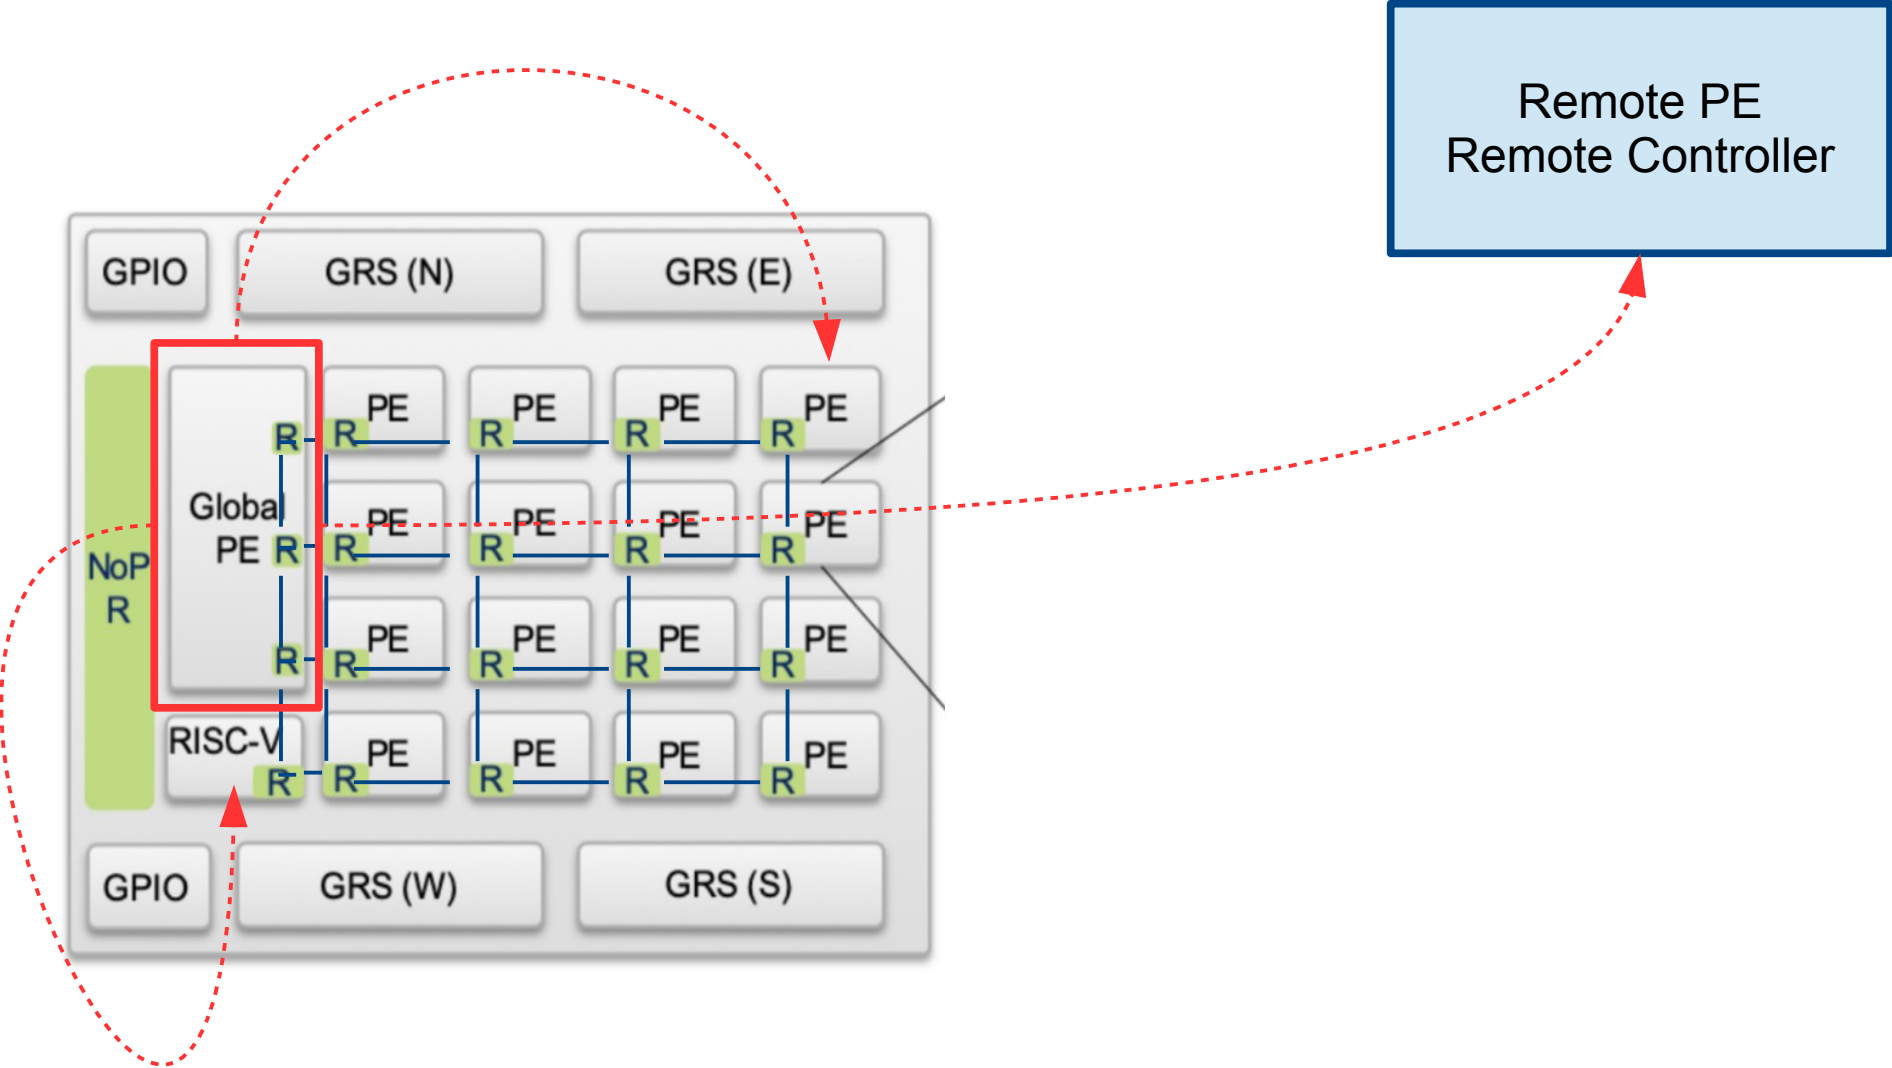 Remote PE
Remote Controller
GPIO
GRS (N)
GRS (E)
NoP
R
Global
PE
R
R
R
PE
R
PE
R
PE
R
PE
R
PE
R
PE
R
PE
R
PE
R
PE
R
PE
R
PE
R
PE
R
RISC-V
R
PE
R
PE
R
PE
R
PE
R
GPIO
GRS (W)
GRS (S)